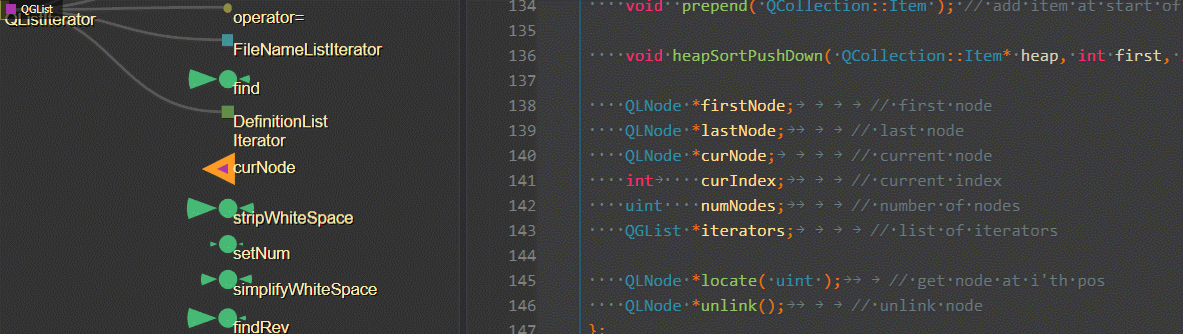 QGList
QListIterator
operator=
FileNameListIterator
find
DefinitionList
Iterator
curNode
stripWhiteSpace
setNum
simplifyWhiteSpace
findRev
134 void prepend( QCollection::Item ); // add item at start of
135
136 void heapSortPushDown( QCollection::Item* heap, int first,
137
138 QLNode *firstNode; // first node
139 QLNode *lastNode; // last node
140 QLNode *curNode; // current node
141 int curIndex; // current index
142 uint numNodes; // number of nodes
143 QGList *iterators; // list of iterators
144
145 QLNode *locate( uint ); // get node at i'th pos
146 QLNode *unlink(); // unlink node
147 };